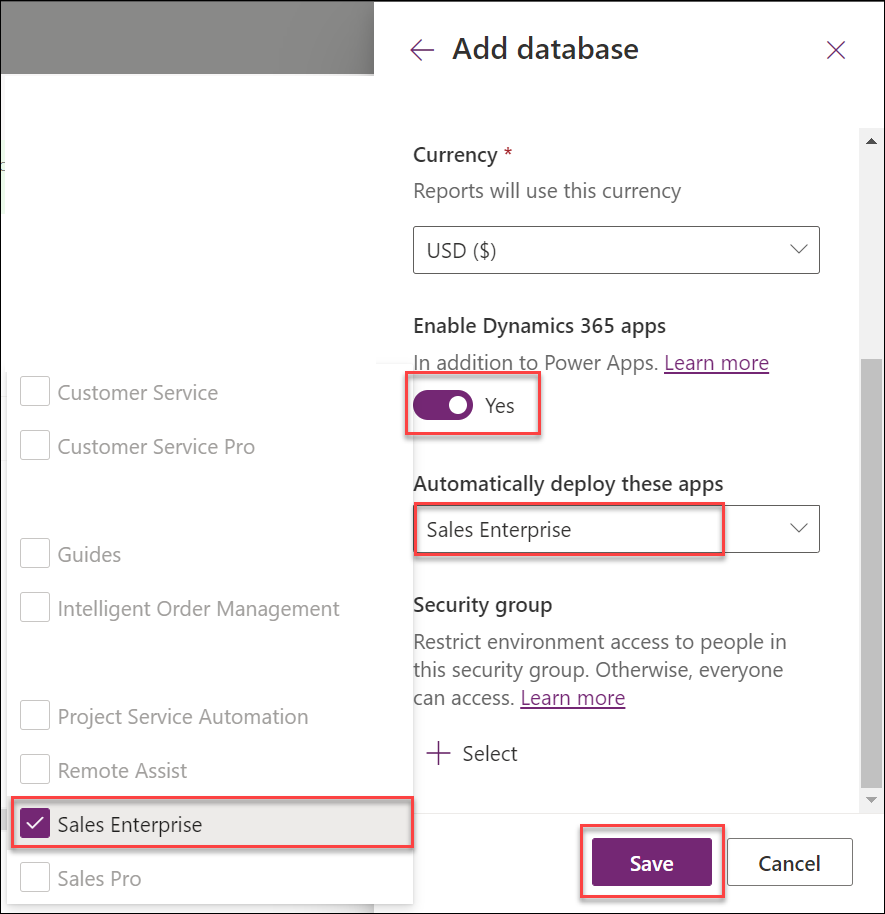 Add database
Currency *
Reports will use this currency
USD ($)
Enable Dynamics 365 apps
In addition to Power Apps. Learn more
Yes
Automatically deploy these apps
Sales Enterprise
Security group
Restrict environment access to people in
this security group. Otherwise, everyone
can access. Learn more
Select
Save
Cancel
Customer Service
Customer Service Pro
Guides
Intelligent Order Management
Project Service Automation
Remote Assist
Sales Enterprise
Sales Pro